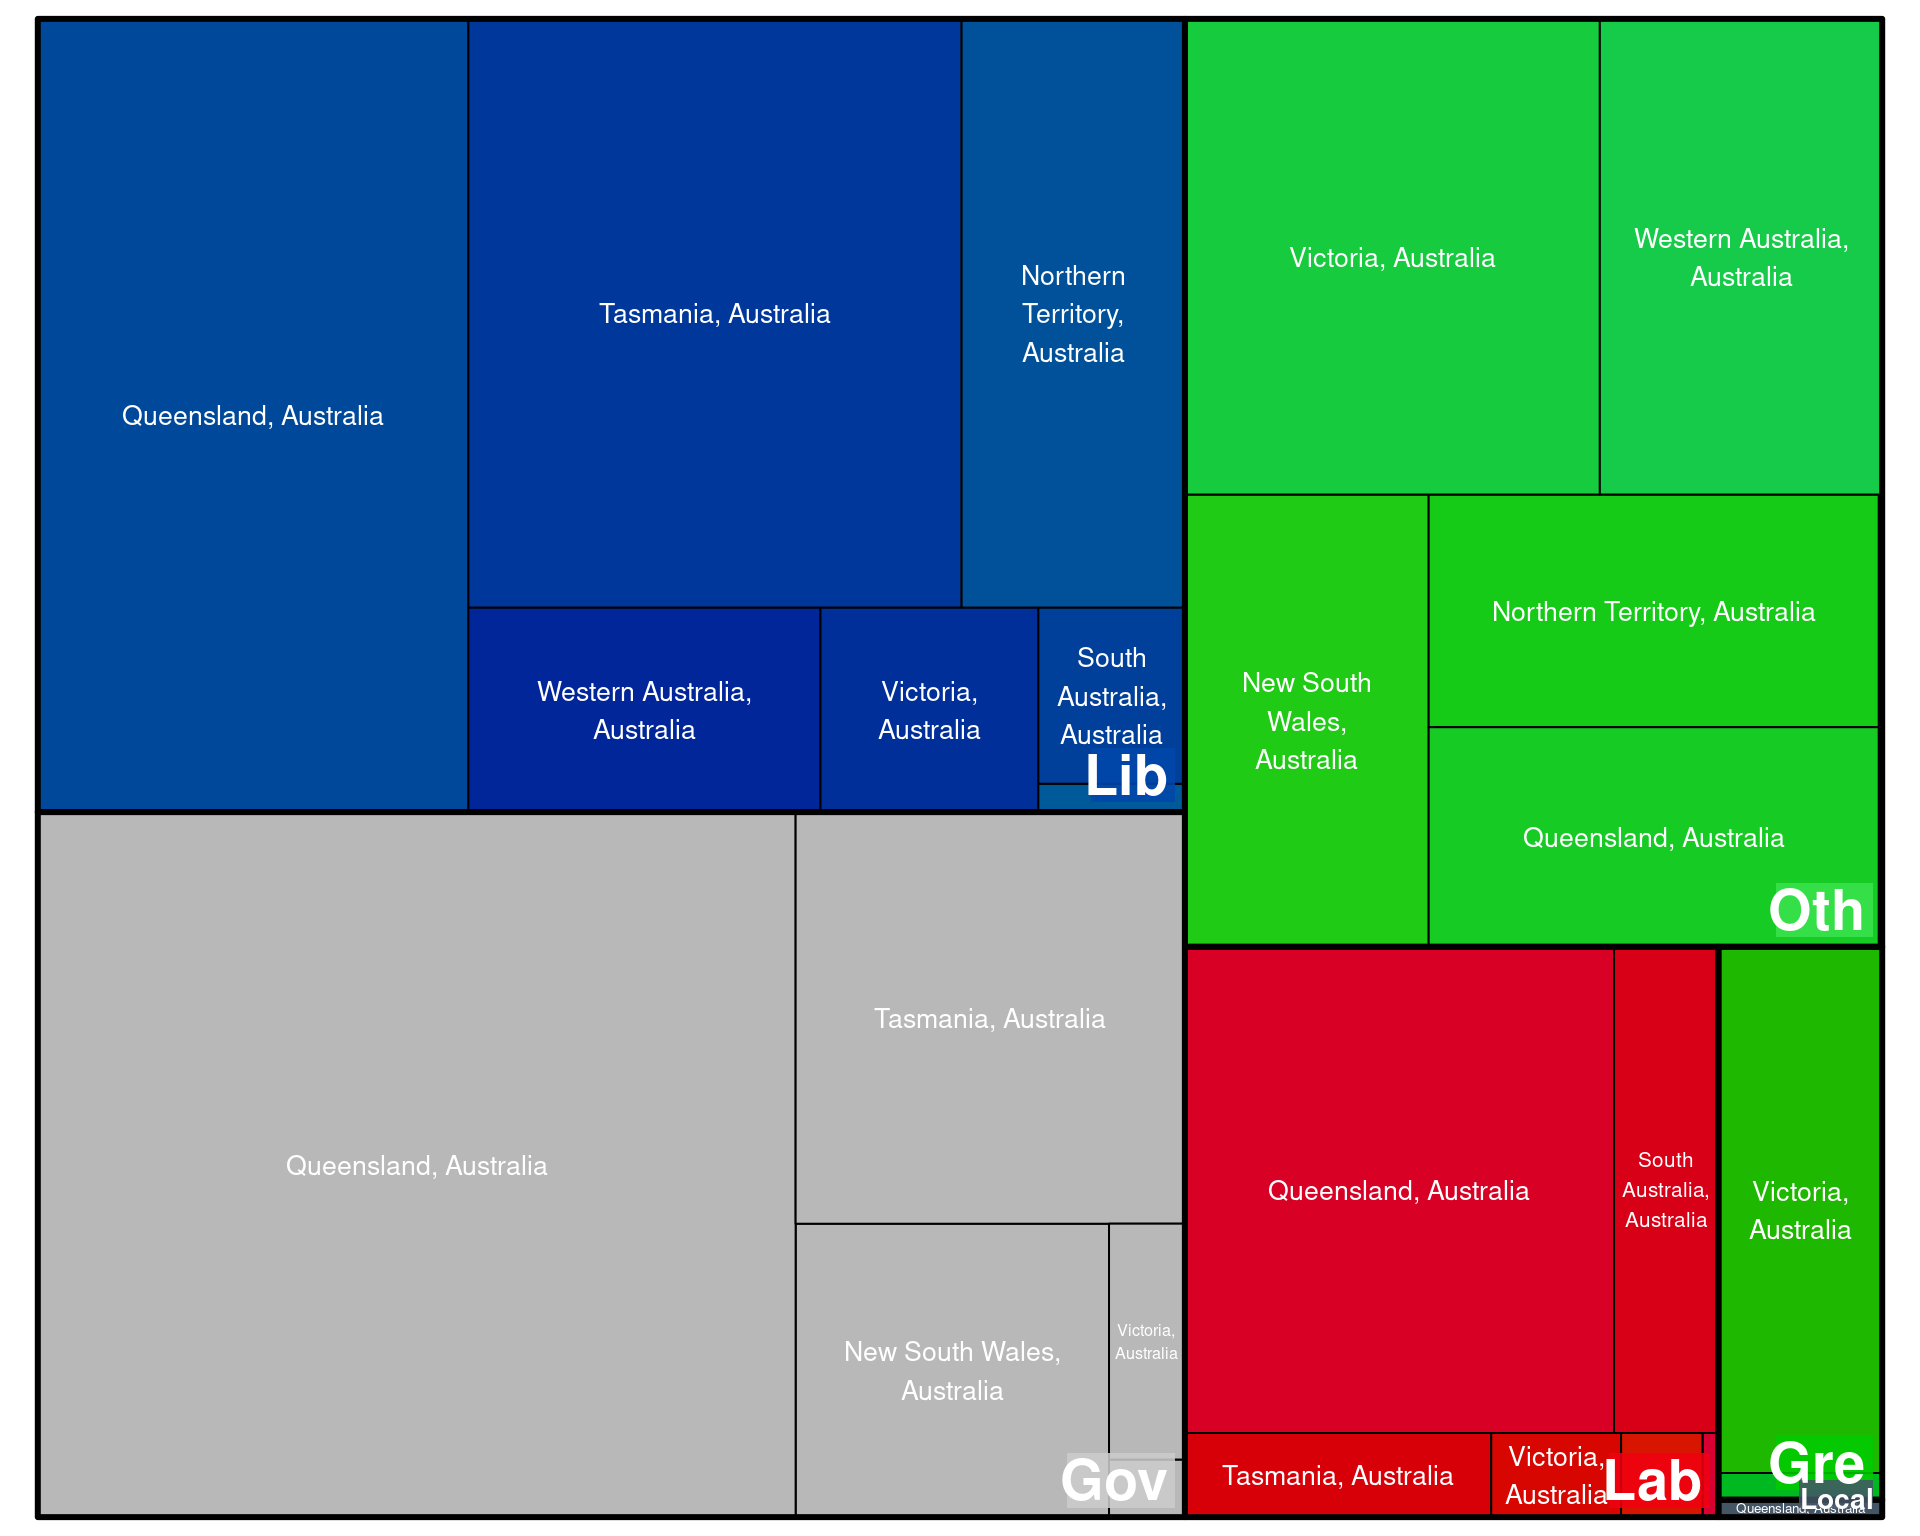 Queensland, Australia
Tasmania, Australia
Northern
Territory,
Australia
Western Australia,
Australia
Victoria,
Australia
South
Australia,
Australia
Lib
Victoria, Australia
Western Australia,
Australia
New South
Wales,
Australia
Northern Territory, Australia
Queensland, Australia
Oth
Queensland, Australia
Tasmania, Australia
New South Wales,
Australia
Victoria,
Australia
Gov
Queensland, Australia
South
Australia,
Australia
Tasmania, Australia
Victoria,
Australia
Lab
Victoria,
Australia
Gre
Local
Queensland, Australia